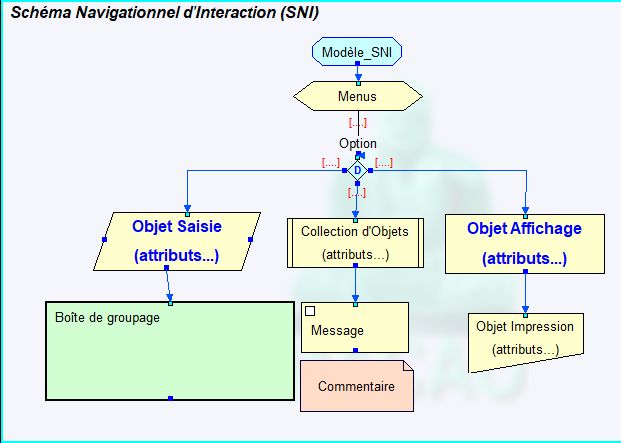 Schéma Navigationnel d'Interaction (SNI)
Modèle_SNI
Menus
[....]
Option
[....]
D
[....]
[....]
Objet Saisie
(attributs...)
Collection d'Objets
(attributs...)
Objet Affichage
(attributs...)
Boîte de groupage
Message
Objet Impression
(attributs...)
Commentaire